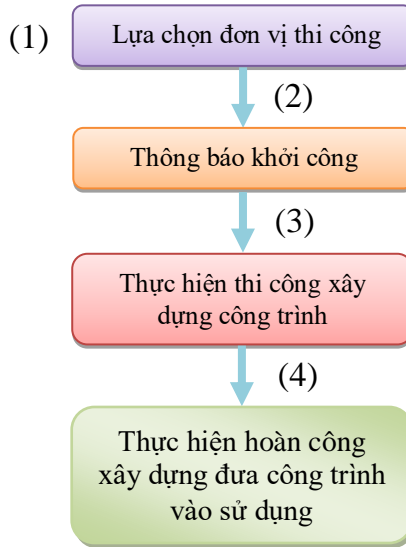 (1) Lựa chọn đơn vị thi công
(2)
Thông báo khởi công
(3)
Thực hiện thi công xây
dựng công trình
(4)
Thực hiện hoàn công
xây dựng đưa công trình
vào sử dụng